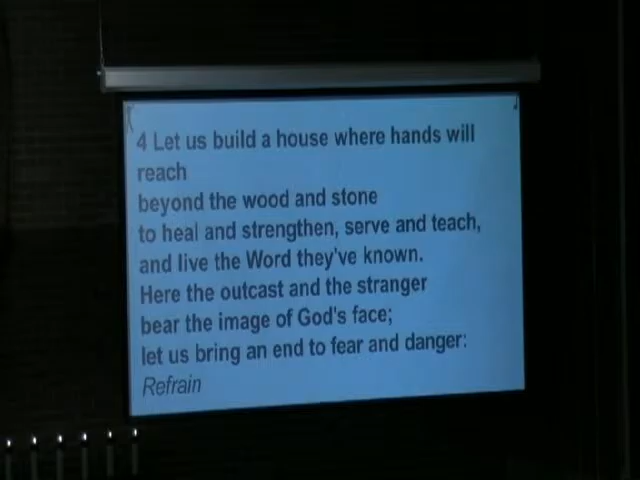 4 Let us build a house where hands will
reach
beyond the wood and stone
to heal and strengthen, serve and teach,
and live the Word they've known.
Here the outcast and the stranger
bear the image of God's face;
let us bring an end to fear and danger:
Refrain